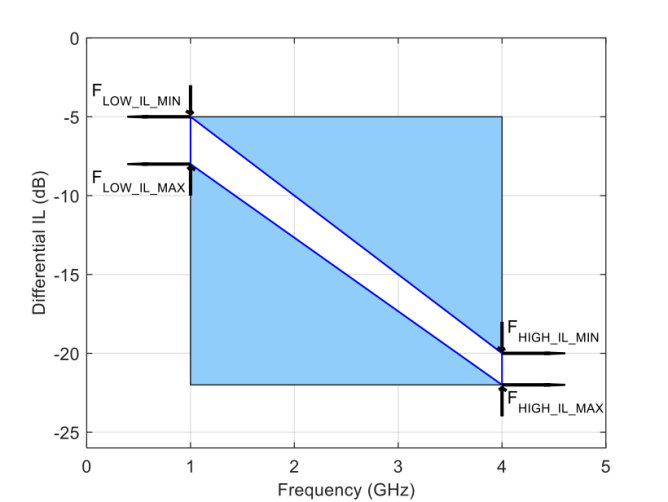 0
F_LOW_IL_MIN
-5
F_LOW_IL_MAX
-10
Differential IL (dB)
-15
F_HIGH_IL_MIN
-20
F_HIGH_IL_MAX
-25
0 1 2 3 4 5
Frequency (GHz)